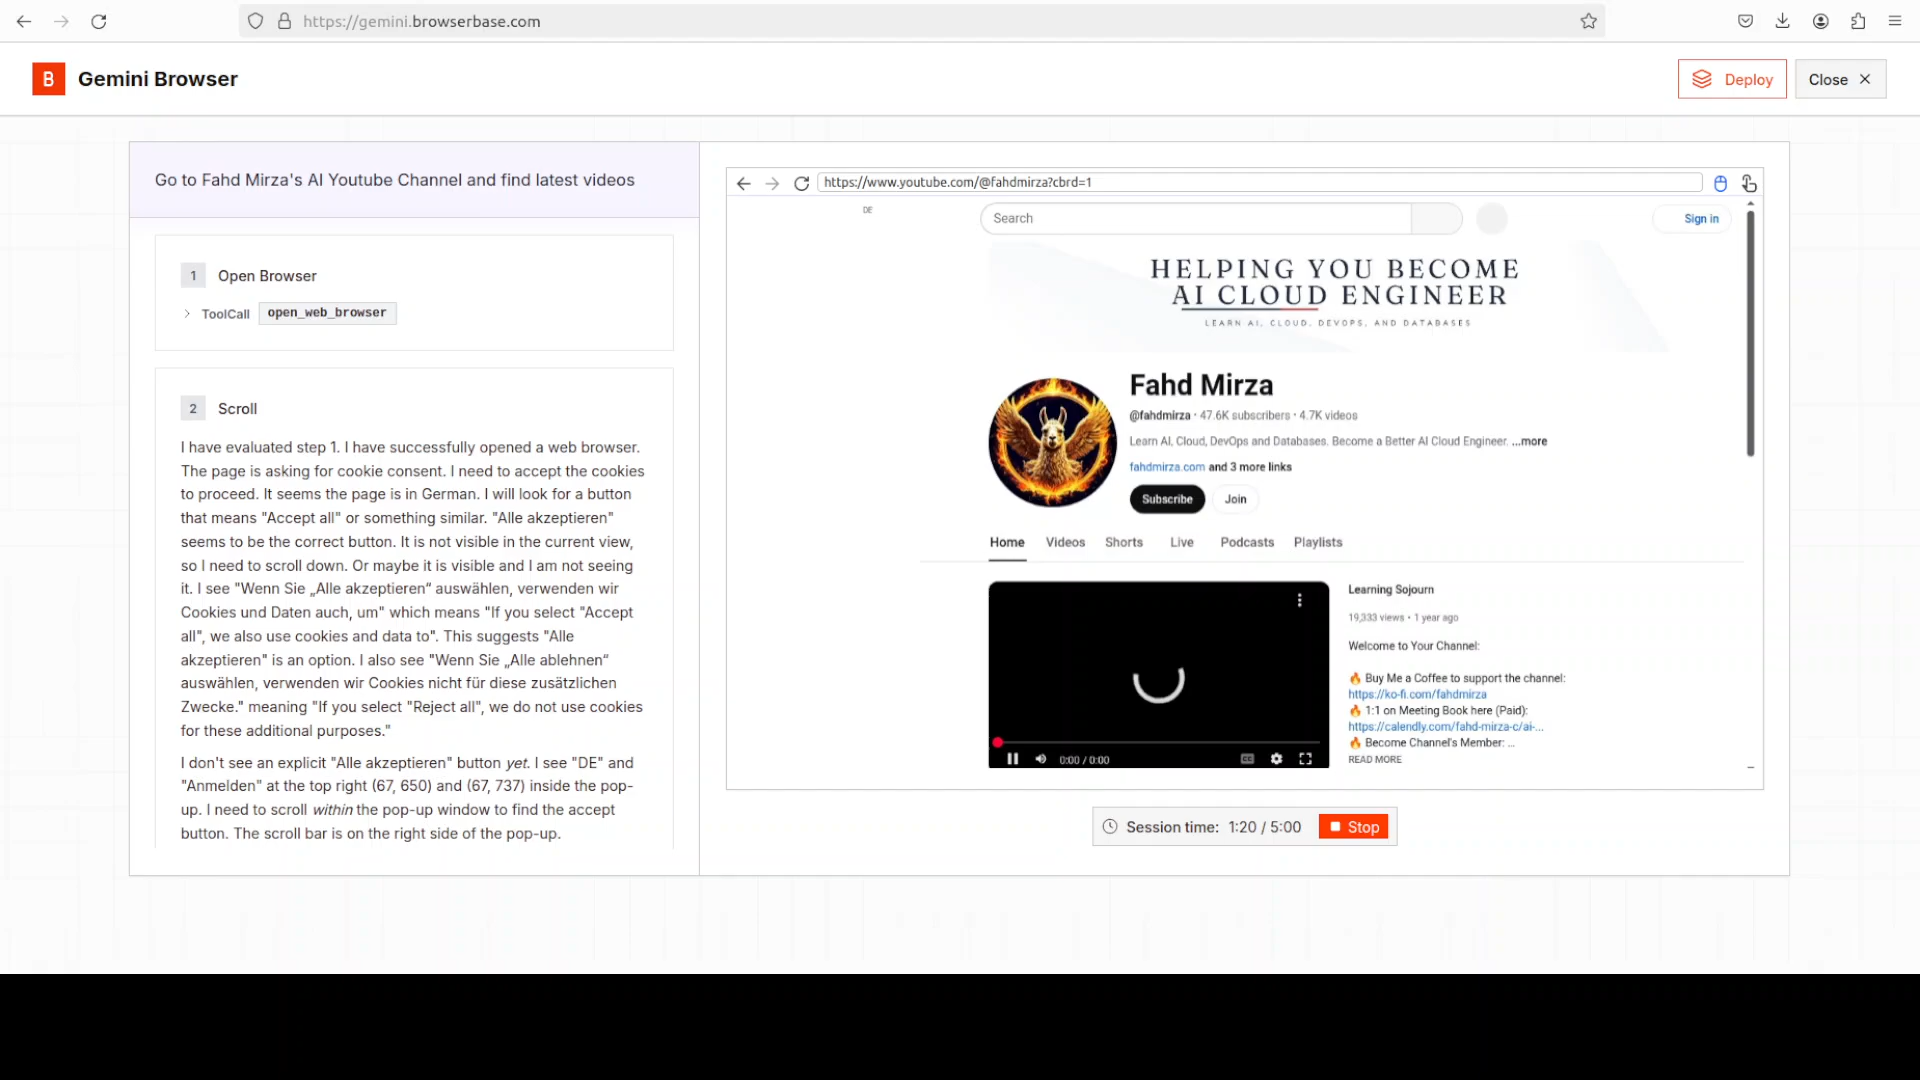 https://gemini.browserbase.com
B Gemini Browser
Deploy
Close
Go to Fahd Mirza's AI Youtube Channel and find latest videos
1 Open Browser
ToolCall open_web_browser
2 Scroll
I have evaluated step 1. I have successfully opened a web browser.
The page is asking for cookie consent. I need to accept the cookies
to proceed. It seems the page is in German. I will look for a button
that means "Accept all" or something similar. "Alle akzeptieren"
seems to be the correct button. It is not visible in the current view,
so I need to scroll down. Or maybe it is visible and I am not seeing
it. I see "Wenn Sie „Alle akzeptieren“ auswählen, verwenden wir
Cookies und Daten auch, um" which means "If you select "Accept
all", we also use cookies and data to". This suggests "Alle
akzeptieren" is an option. I also see "Wenn Sie „Alle ablehnen“
auswählen, verwenden wir Cookies nicht für diese zusätzlichen
Zwecke." meaning "If you select "Reject all", we do not use cookies
for these additional purposes."
I don't see an explicit "Alle akzeptieren" button yet. I see "DE" and
"Anmelden" at the top right (67, 650) and (67, 737) inside the pop-
up. I need to scroll within the pop-up window to find the accept
button. The scroll bar is on the right side of the pop-up.
https://www.youtube.com/@fahdmirza?cbrd=1
DE
Search
Sign in
HELPING YOU BECOME
AI CLOUD ENGINEER
LEARN AI, CLOUD, DEVOPS, AND DATABASES
Fahd Mirza
@fahdmirza · 47.6K subscribers · 4.7K videos
Learn AI, Cloud, DevOps and Databases. Become a Better AI Cloud Engineer. ...more
fahdmirza.com and 3 more links
Subscribe
Join
Home Videos Shorts Live Podcasts Playlists
0:00 / 0:00
Learning Sojourn
19,333 views • 1 year ago
Welcome to Your Channel:
🔥 Buy Me a Coffee to support the channel:
https://ko-fi.com/fahdmirza
🔥 1:1 on Meeting Book here (Paid):
https://calendly.com/fahd-mirza-c/ai-...
🔥 Become Channel's Member: ...
READ MORE
Session time: 1:20 / 5:00
Stop